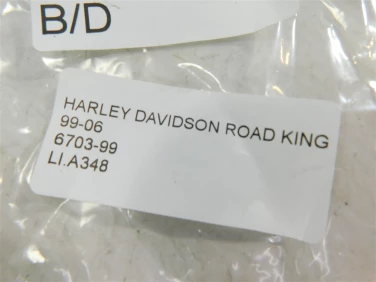 B/D
HARLEY DAVIDSON ROAD KING
99-06
6703-99
LI.A348